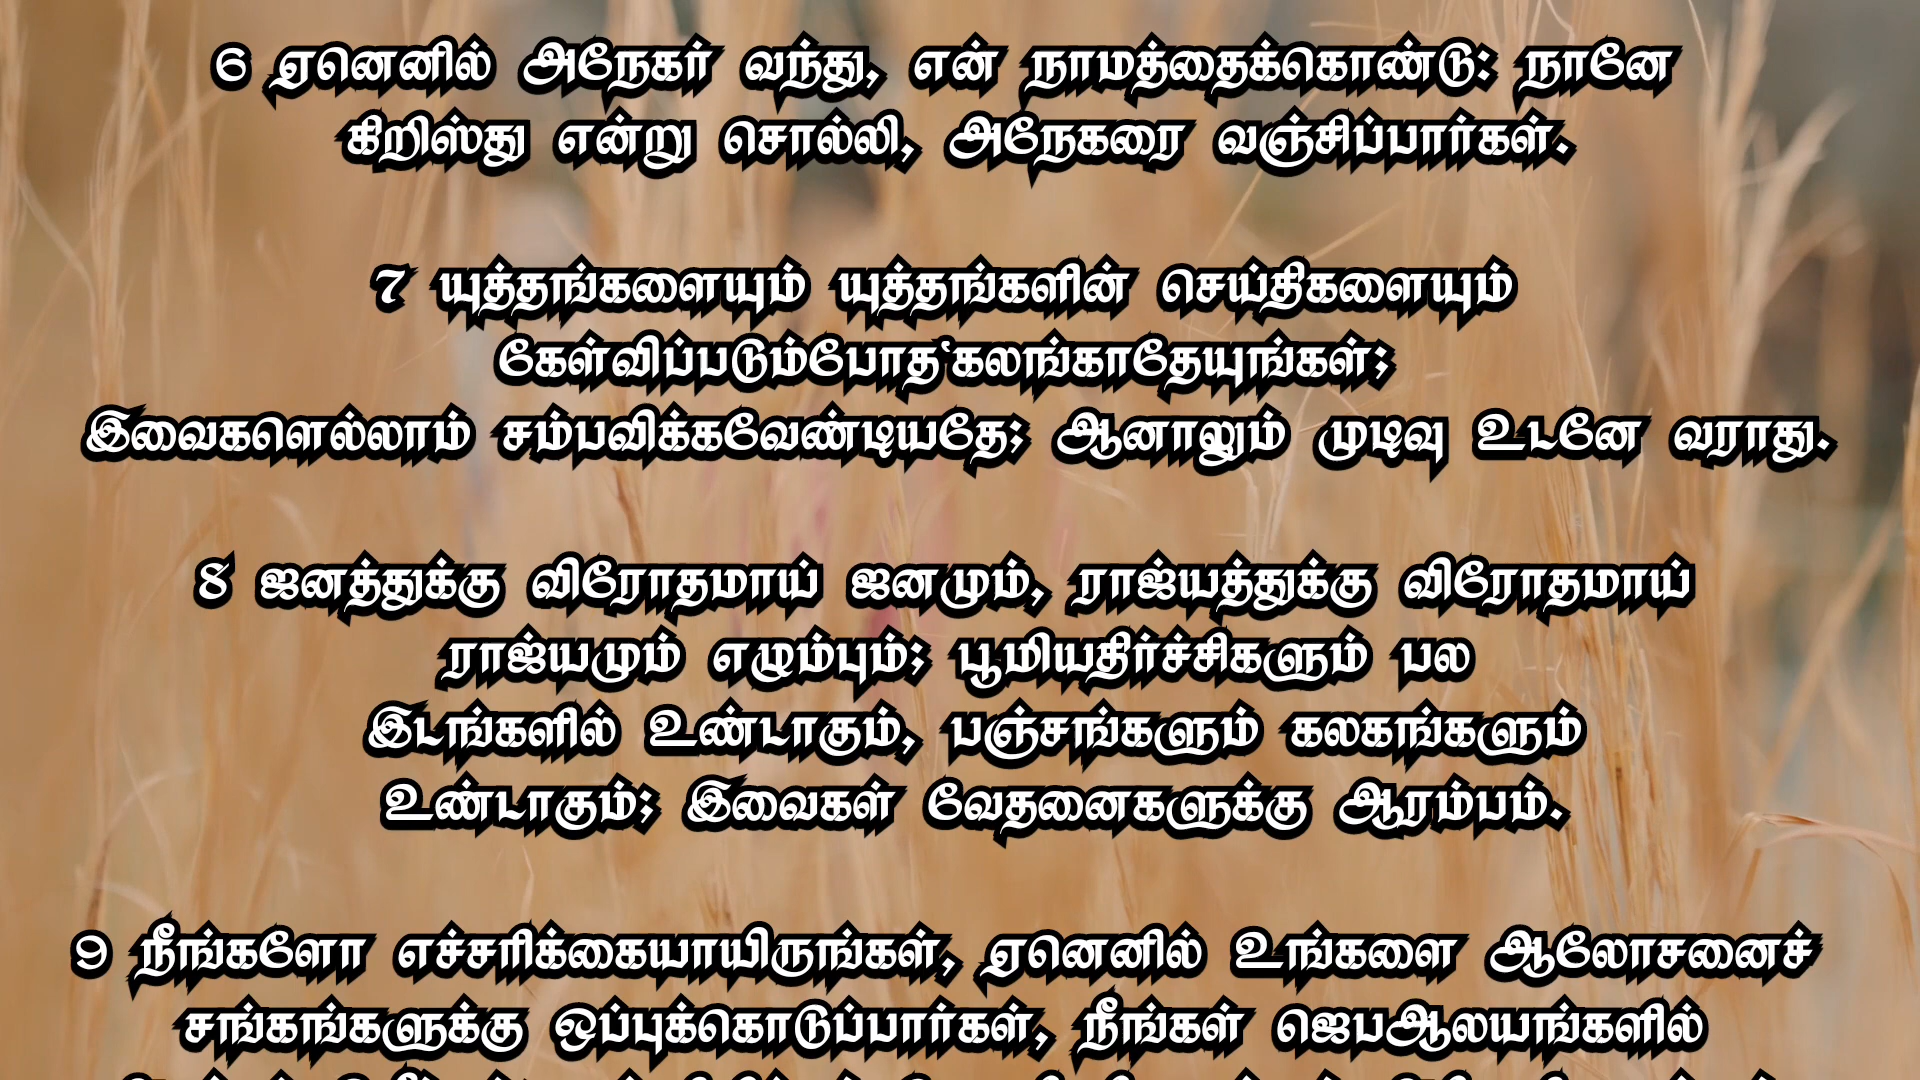 6 ஏனெனில் அநேகர் வந்து, என் நாமத்தைக்கொண்டு: நானே
கிறிஸ்து என்று சொல்லி, அநேகரை வஞ்சிப்பார்கள்.
7 யுத்தங்களையும் யுத்தங்களின் செய்திகளையும்
கேள்விப்படும்போத‘கலங்காதேயுங்கள்;
இவைகளெல்லாம் சம்பவிக்கவேண்டியதே; ஆனாலும் முடிவு உடனே வராது.
8 ஜனத்துக்கு விரோதமாய் ஜனமும், ராஜ்யத்துக்கு விரோதமாய்
ராஜ்யமும் எழும்பும்; பூமியதிர்ச்சிகளும் பல
இடங்களில் உண்டாகும், பஞ்சங்களும் கலகங்களும்
உண்டாகும்; இவைகள் வேதனைகளுக்கு ஆரம்பம்.
9 நீங்களோ எச்சரிக்கையாயிருங்கள், ஏனெனில் உங்களை ஆலோசனைச்
சங்கங்களுக்கு ஒப்புக்கொடுப்பார்கள், நீங்கள் ஜெபஆலயங்களில்